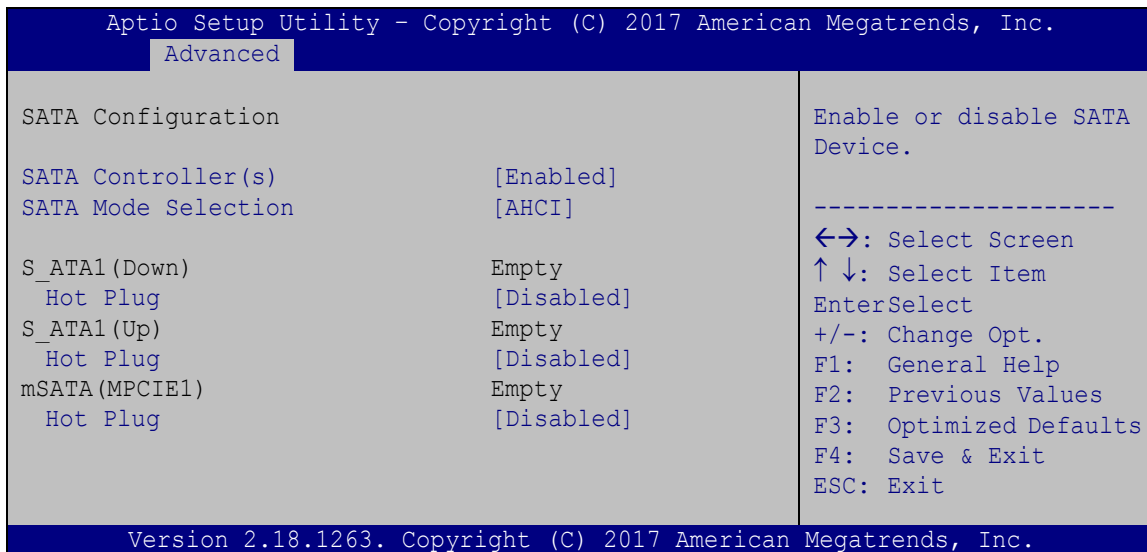 Aptio Setup Utility – Copyright (C) 2017 American Megatrends, Inc.
Advanced
SATA Configuration
SATA Controller(s) [Enabled]
SATA Mode Selection [AHCI]
S_ATA1(Down) Empty
Hot Plug [Disabled]
S_ATA1(Up) Empty
Hot Plug [Disabled]
mSATA(MPCIE1) Empty
Hot Plug [Disabled]
Enable or disable SATA
Device.
---------------------
←→: Select Screen
↑ ↓: Select Item
EnterSelect
+/-: Change Opt.
F1: General Help
F2: Previous Values
F3: Optimized Defaults
F4: Save & Exit
ESC: Exit
Version 2.18.1263. Copyright (C) 2017 American Megatrends, Inc.